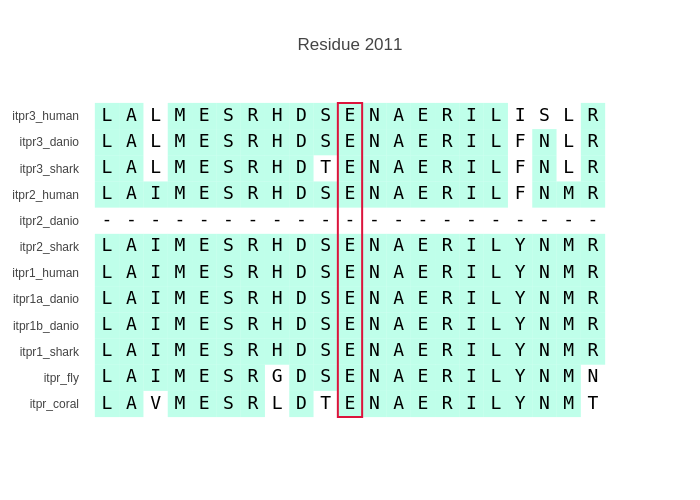 Residue 2011
itpr3_human L A L M E S R H D S E N A E R I L I S L R
itpr3_danio L A L M E S R H D S E N A E R I L F N L R
itpr3_shark L A L M E S R H D T E N A E R I L F N L R
itpr2_human L A I M E S R H D S E N A E R I L F N M R
itpr2_danio - - - - - - - - - - - - - - - - - - - - -
itpr2_shark L A I M E S R H D S E N A E R I L Y N M R
itpr1_human L A I M E S R H D S E N A E R I L Y N M R
itpr1a_danio L A I M E S R H D S E N A E R I L Y N M R
itpr1b_danio L A I M E S R H D S E N A E R I L Y N M R
itpr1_shark L A I M E S R H D S E N A E R I L Y N M R
itpr_fly L A I M E S R G D S E N A E R I L Y N M N
itpr_coral L A V M E S R L D T E N A E R I L Y N M T